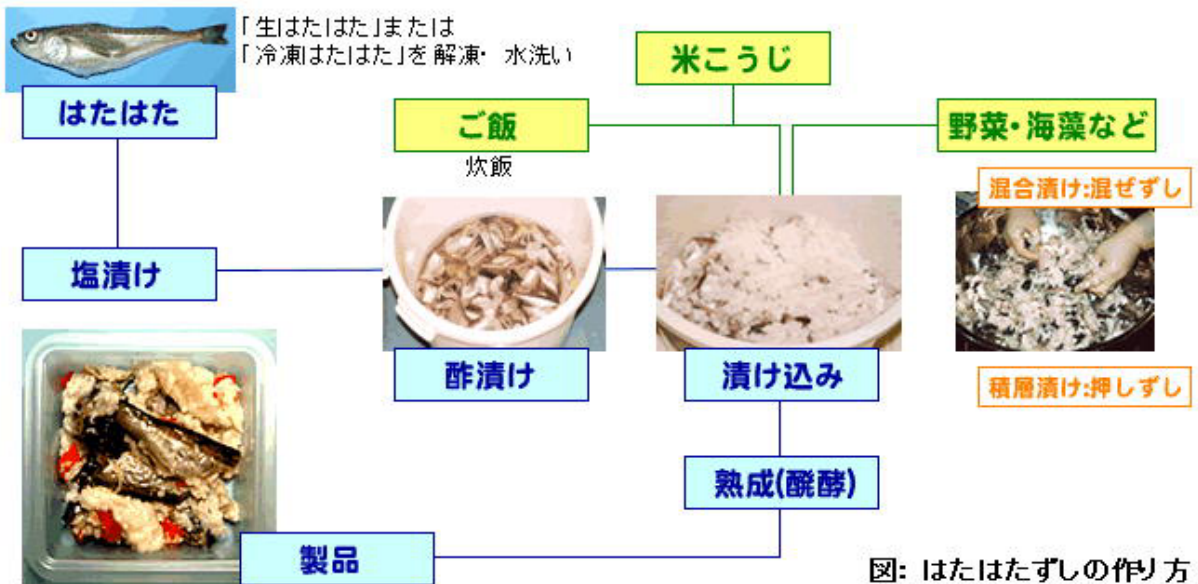 「生はたはた」または
「冷凍はたはた」を解凍・ 水洗い
はたはた
米こうじ
ご飯
炊飯
野菜・海藻など
混合漬け:混ぜずし
塩漬け
酢漬け
漬け込み
積層漬け:押しずし
熟成(醗酵)
製品
図: はたはたずしの作り方